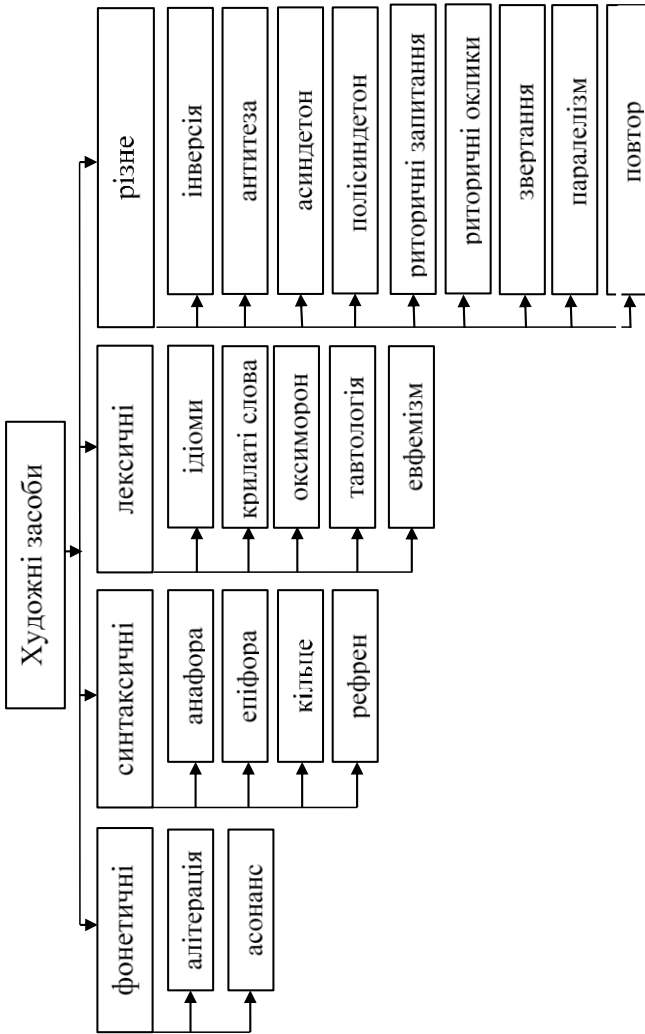 Художні засоби
фонетичні
алітерація
асонанс
синтаксичні
анафора
епіфора
кільце
рефрен
лексичні
ідіоми
крилаті слова
оксиморон
тавтологія
евфемізм
різне
інверсія
антитеза
асиндетон
полісиндетон
риторичні запитання
риторичні оклики
звертання
паралелізм
повтор